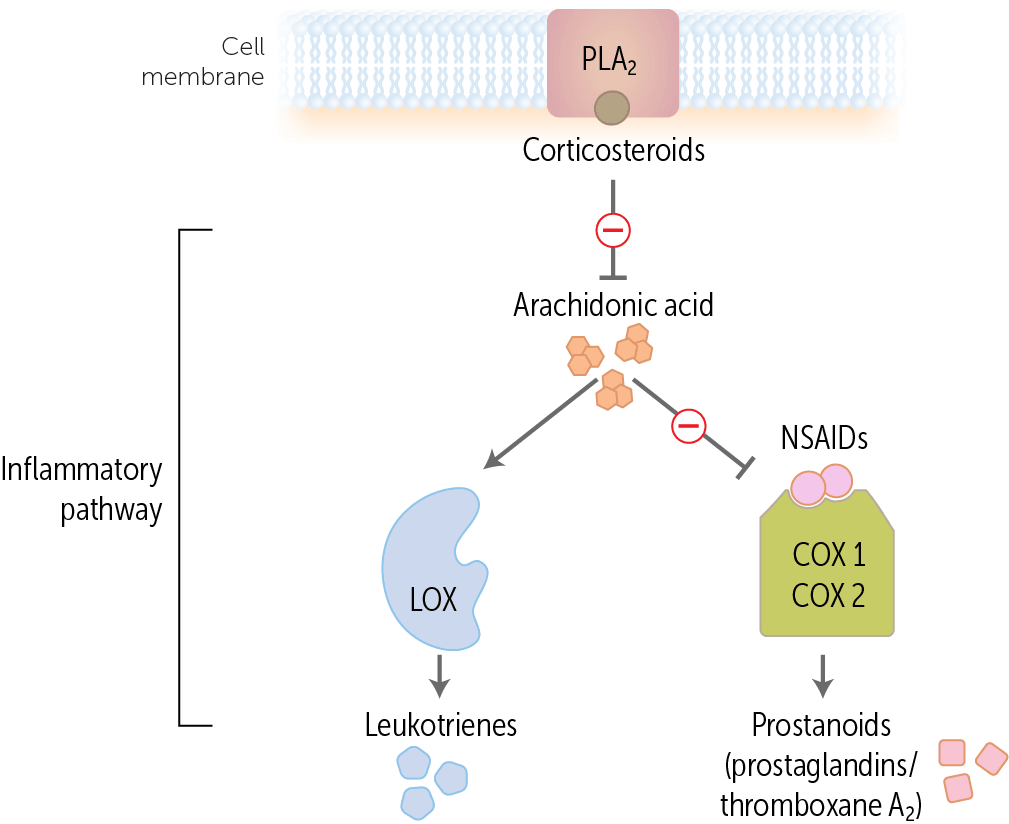 Cell
membrane
PLA₂
Corticosteroids
Arachidonic acid
Inflammatory
pathway
NSAIDs
LOX
COX 1
COX 2
Leukotrienes
Prostanoids
(prostaglandins/
thromboxane A₂)